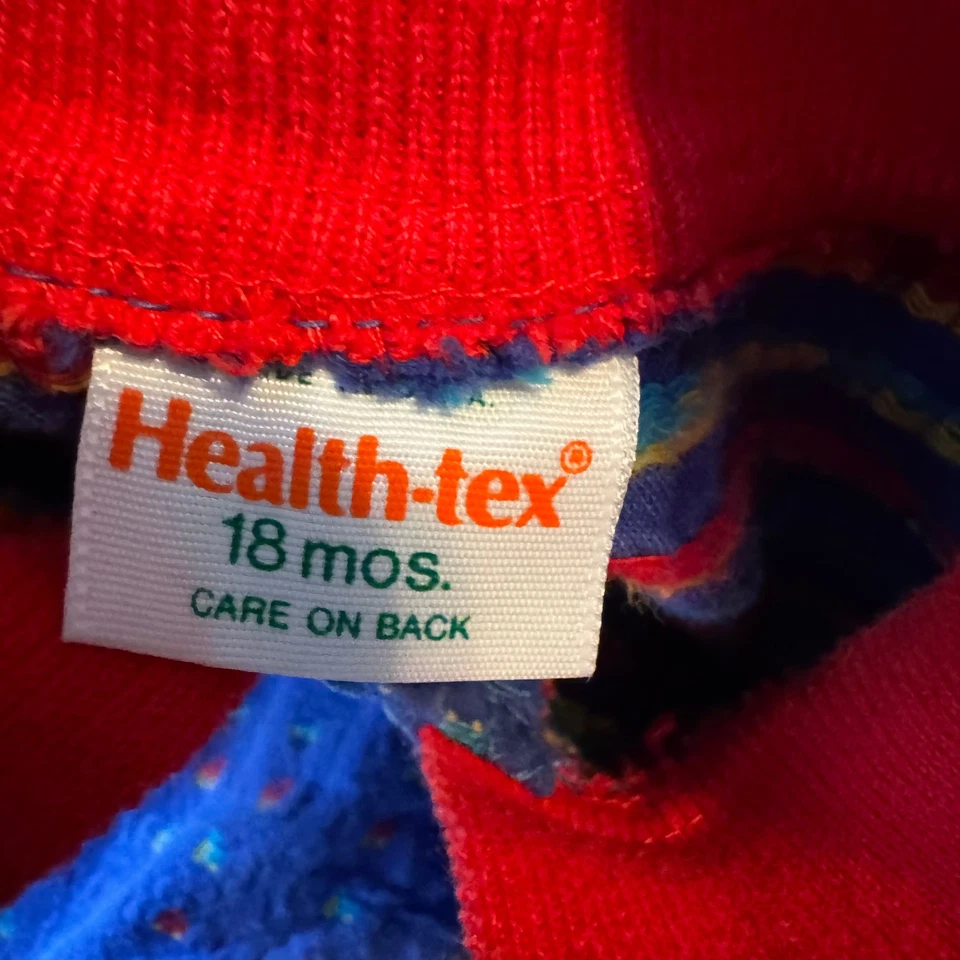 Health-tex®
18 mos.
CARE ON BACK